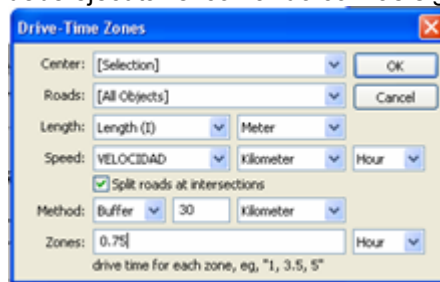 Drive-Time Zones
Center: [Selection] OK
Roads: [All Objects] Cancel
Length: Length (I) Meter
Speed: VELOCIDAD Kilometer Hour
Split roads at intersections
Method: Buffer 30 Kilometer
Zones: 0.75 Hour
drive time for each zone, eg, "1, 3.5, 5"